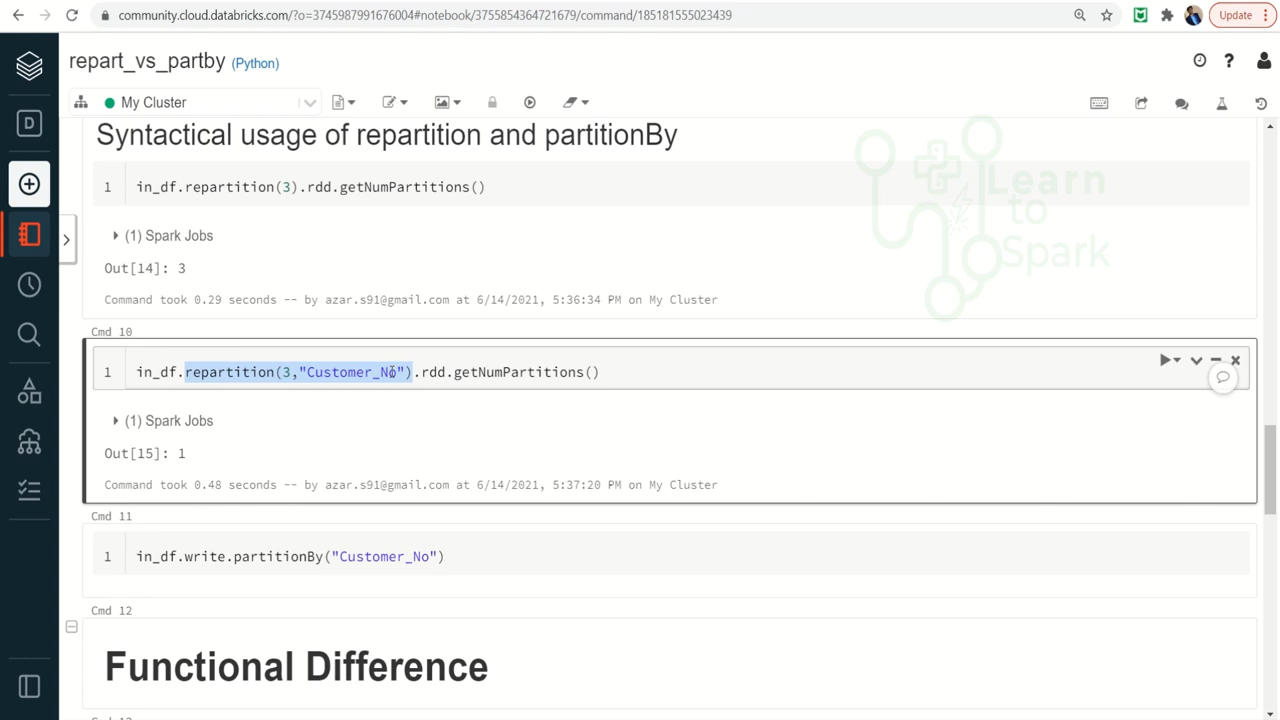 community.cloud.databricks.com/?o=3745987991676004#notebook/3755854364721679/command/185181555023439
Update
repart_vs_partby (Python)
D
My Cluster
Syntactical usage of repartition and partitionBy
1 in_df.repartition(3).rdd.getNumPartitions()
(1) Spark Jobs
Out[14]: 3
Command took 0.29 seconds -- by azar.s91@gmail.com at 6/14/2021, 5:36:34 PM on My Cluster
Learn
to
Spark
Cmd 10
1 in_df.repartition(3,"Customer_No").rdd.getNumPartitions()
(1) Spark Jobs
Out[15]: 1
Command took 0.48 seconds -- by azar.s91@gmail.com at 6/14/2021, 5:37:20 PM on My Cluster
Cmd 11
1 in_df.write.partitionBy("Customer_No")
Cmd 12
Functional Difference